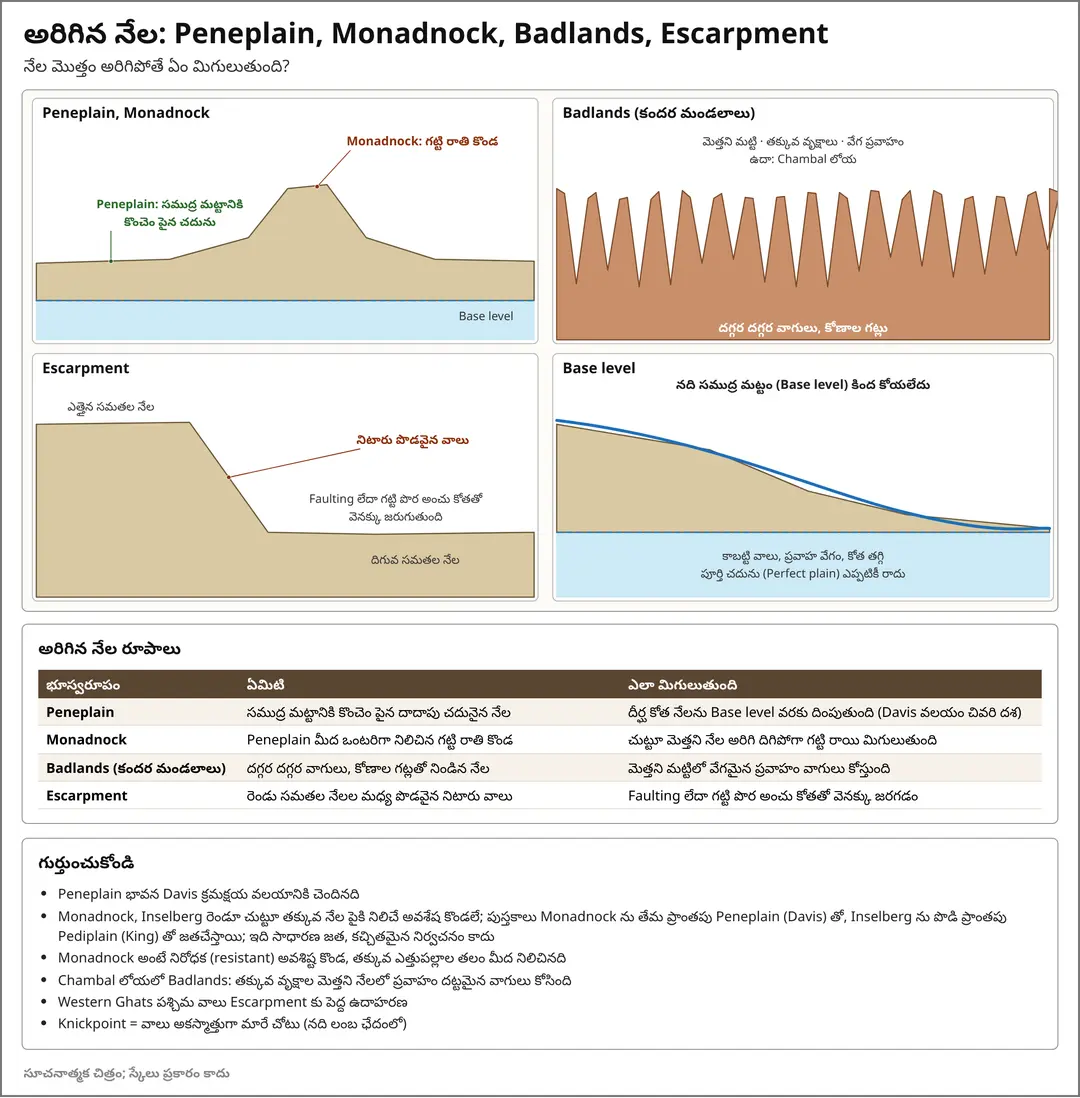 అరిగిన నేల: Peneplain, Monadnock, Badlands, Escarpment
నేల మొత్తం అరిగిపోతే ఏం మిగులుతుంది?
Peneplain, Monadnock
Monadnock: గట్టి రాతి కొండ
Peneplain: సముద్ర మట్టానికి
కొంచెం పైన చదును
Base level
Badlands (కందర మండలాలు)
మెత్తని మట్టి · తక్కువ వృక్షాలు · వేగ ప్రవాహం
ఉదా: Chambal లోయ
దగ్గర దగ్గర వాగులు, కోణాల గట్లు
Escarpment
ఎత్తైన సమతల నేల
నిటారు పొడవైన వాలు
Faulting లేదా గట్టి పొర అంచు కోతతో
వెనక్కు జరుగుతుంది
దిగువ సమతల నేల
Base level
నది సముద్ర మట్టం (Base level) కింద కోయలేదు
కాబట్టి వాలు, ప్రవాహ వేగం, కోత తగ్గి
పూర్తి చదును (Perfect plain) ఎప్పటికీ రాదు
అరిగిన నేల రూపాలు
భూస్వరూపం ఏమిటి ఎలా మిగులుతుంది
Peneplain సముద్ర మట్టానికి కొంచెం పైన దాదాపు చదునైన నేల దీర్ఘ కోత నేలను Base level వరకు దింపుతుంది (Davis వలయం చివరి దశ)
Monadnock Peneplain మీద ఒంటరిగా నిలిచిన గట్టి రాతి కొండ చుట్టూ మెత్తని నేల అరిగి దిగిపోగా గట్టి రాయి మిగులుతుంది
Badlands (కందర మండలాలు) దగ్గర దగ్గర వాగులు, కోణాల గట్లతో నిండిన నేల మెత్తని మట్టిలో వేగమైన ప్రవాహం వాగులు కోస్తుంది
Escarpment రెండు సమతల నేలల మధ్య పొడవైన నిటారు వాలు Faulting లేదా గట్టి పొర అంచు కోతతో వెనక్కు జరగడం
గుర్తుంచుకోండి
• Peneplain భావన Davis క్రమక్షయ వలయానికి చెందినది
• Monadnock, Inselberg రెండూ చుట్టూ తక్కువ నేల పైకి నిలిచే అవశేష కొండలే; పుస్తకాలు Monadnock ను తేమ ప్రాంతపు Peneplain (Davis) తో, Inselberg ను పొడి ప్రాంతపు
Pediplain (King) తో జతచేస్తాయి; ఇది సాధారణ జత, కచ్చితమైన నిర్వచనం కాదు
• Monadnock అంటే నిరోధక (resistant) అవశిష్ట కొండ, తక్కువ ఎత్తుపల్లాల తలం మీద నిలిచినది
• Chambal లోయలో Badlands: తక్కువ వృక్షాల మెత్తని నేలలో ప్రవాహం దట్టమైన వాగులు కోసింది
• Western Ghats పశ్చిమ వాలు Escarpment కు పెద్ద ఉదాహరణ
• Knickpoint = వాలు అకస్మాత్తుగా మారే చోటు (నది లంబ ఛేదంలో)
సూచనాత్మక చిత్రం; స్కేలు ప్రకారం కాదు